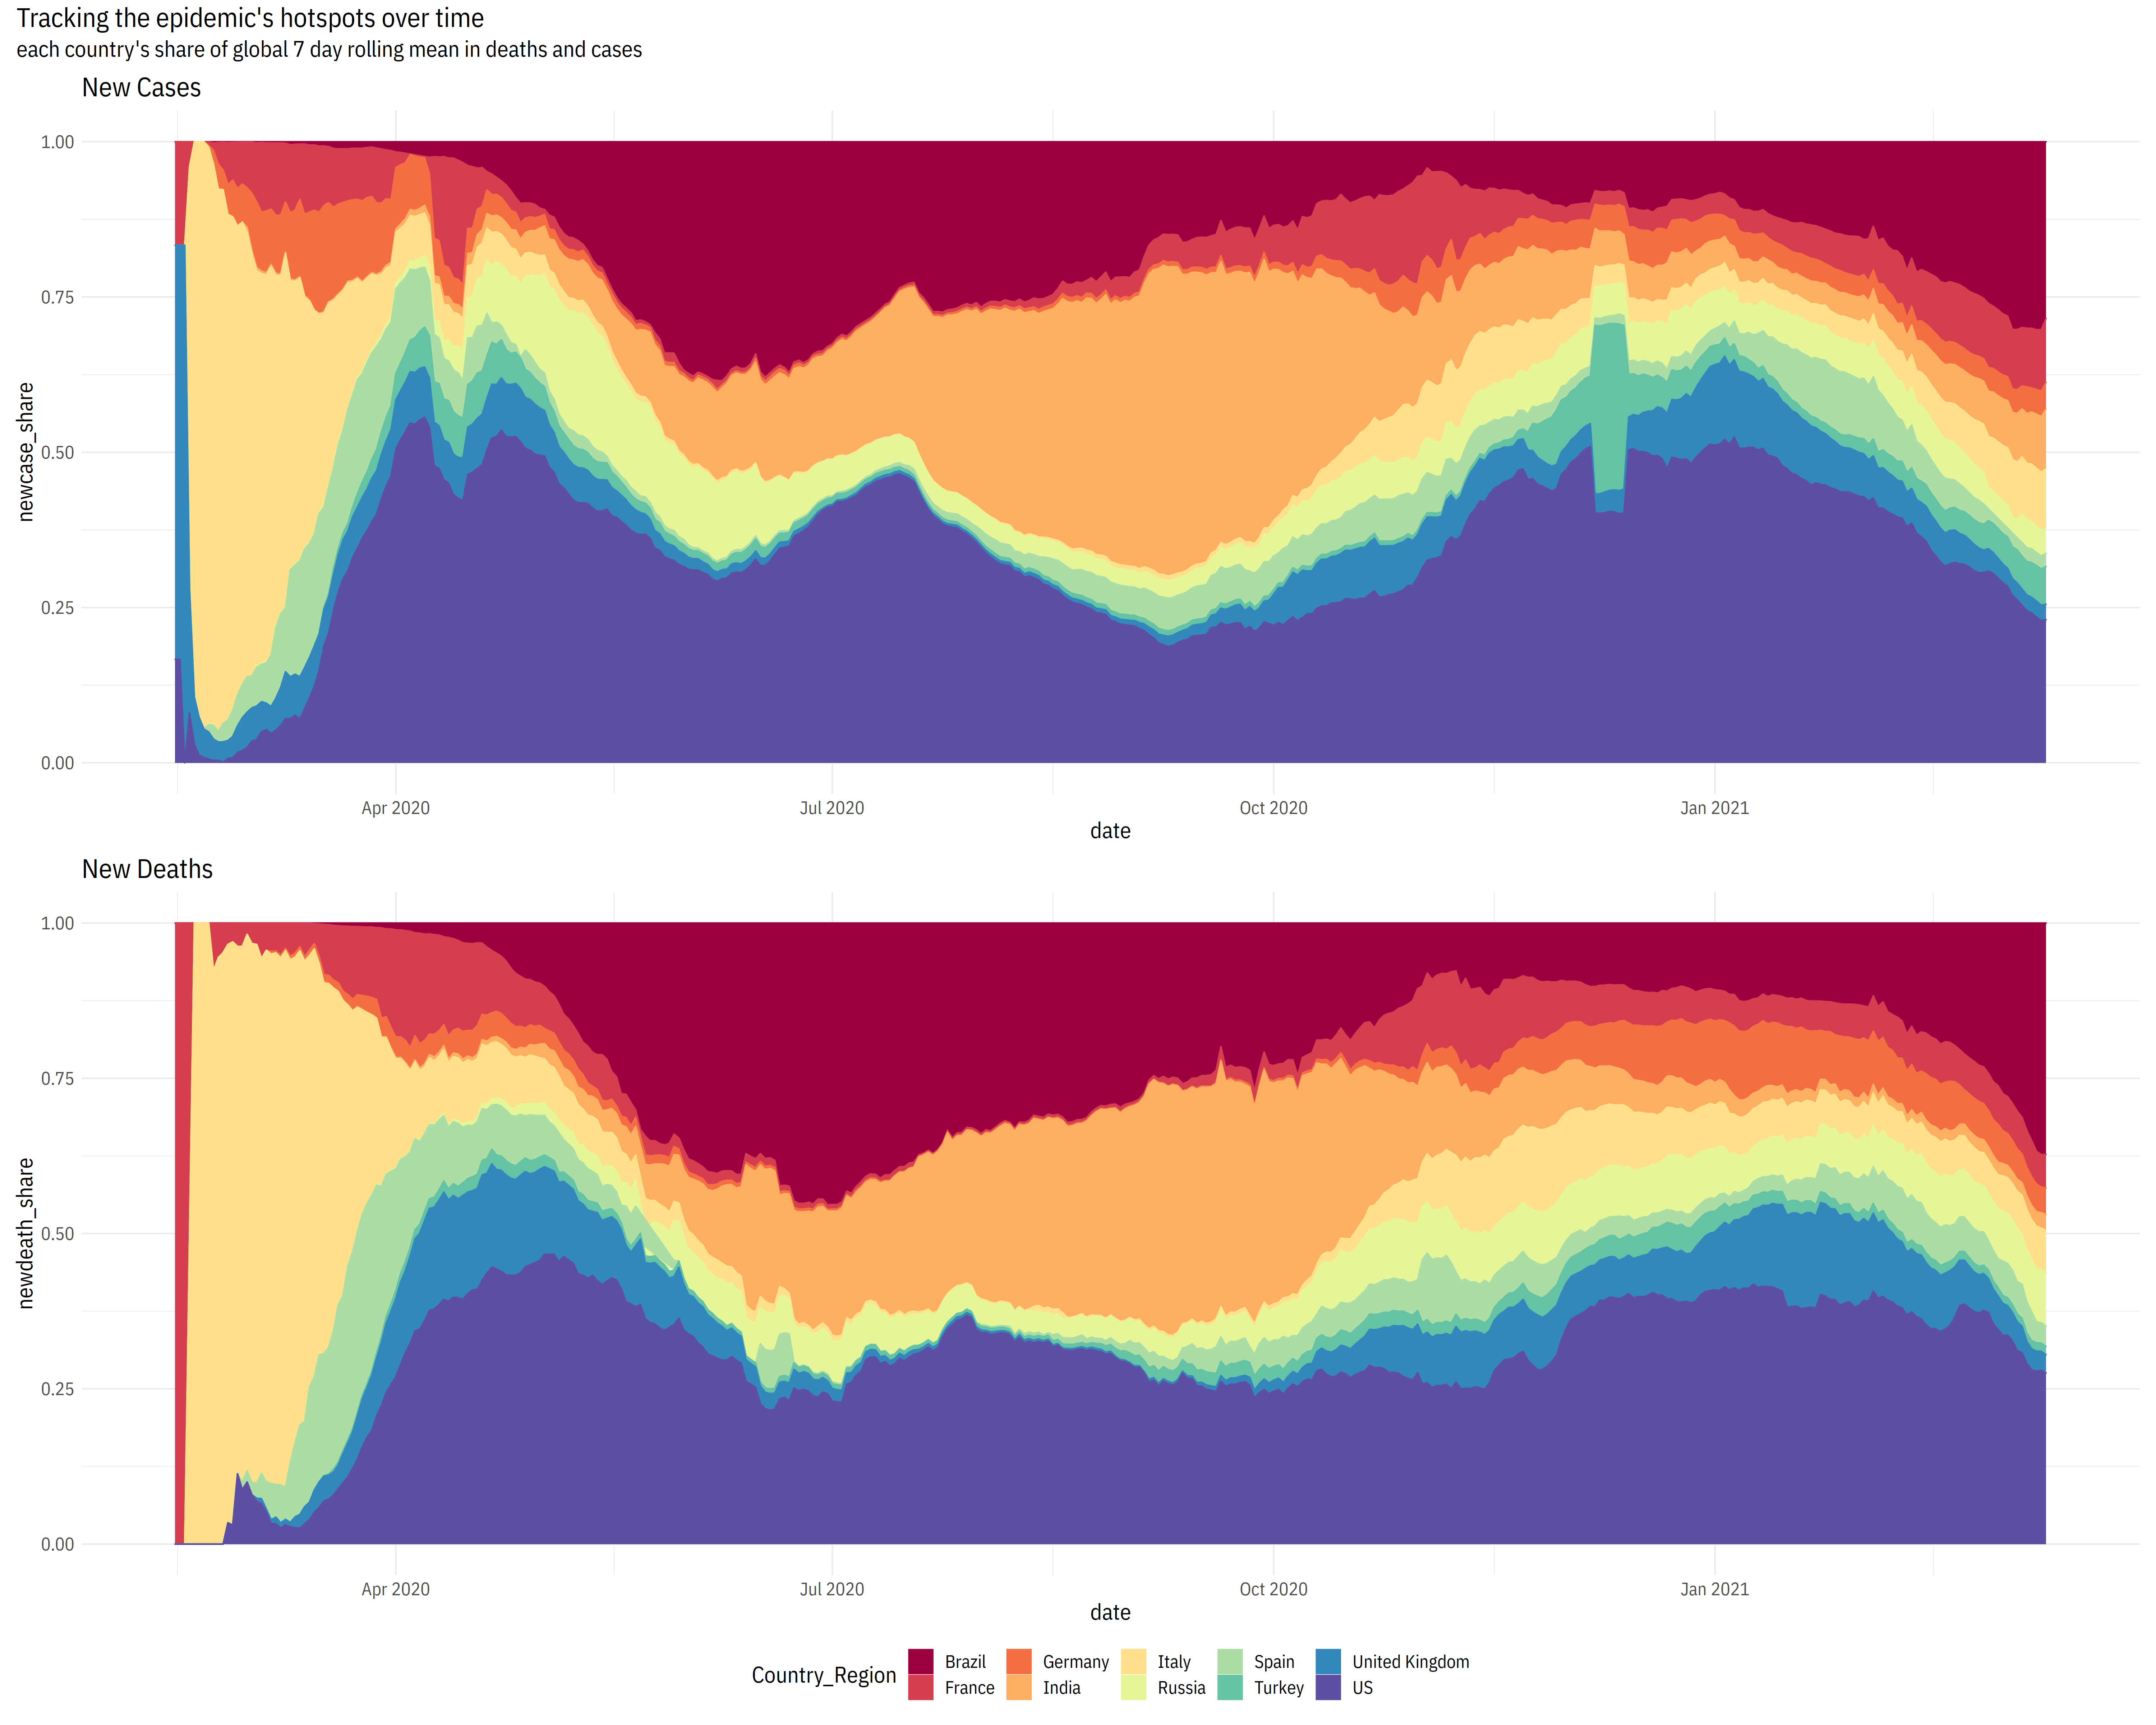 Tracking the epidemic's hotspots over time
each country's share of global 7 day rolling mean in deaths and cases
New Cases
newcase_share
1.00
0.75
0.50
0.25
0.00
Apr 2020 Jul 2020 Oct 2020 Jan 2021
date
New Deaths
newdeath_share
1.00
0.75
0.50
0.25
0.00
Apr 2020 Jul 2020 Oct 2020 Jan 2021
date
Country_Region
Brazil Germany Italy Spain United Kingdom
France India Russia Turkey US